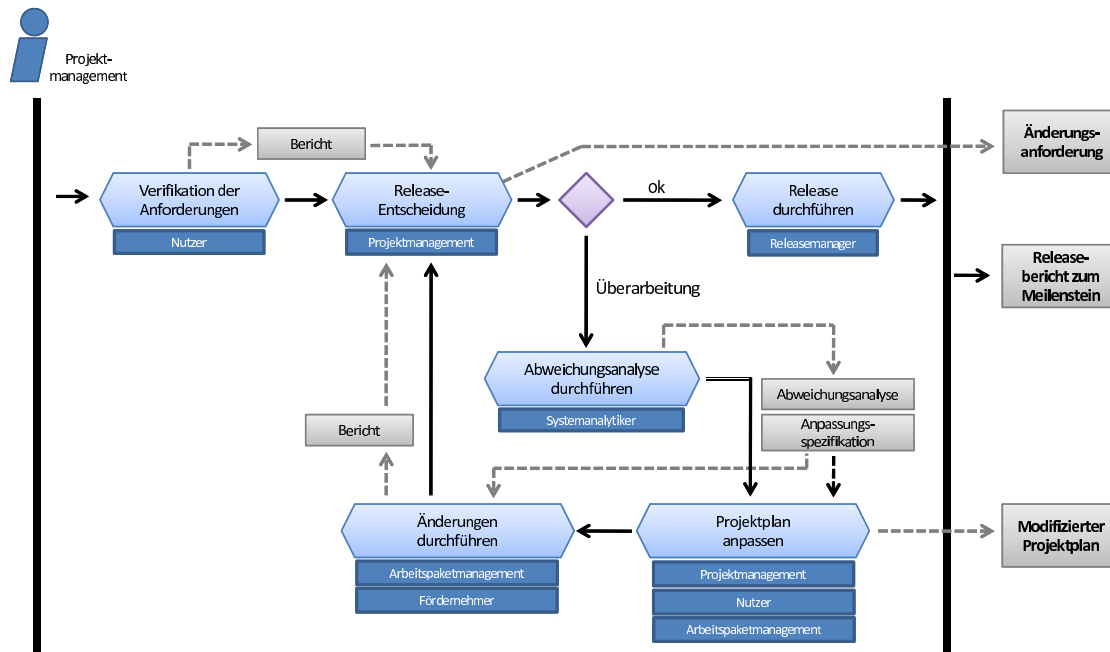 Projekt-
management
Bericht
Änderungs-
anforderung
Verifikation der
Anforderungen
Nutzer
Release-
Entscheidung
Projektmanagement
ok
Release
durchführen
Releasemanager
Release-
bericht zum
Meilenstein
Überarbeitung
Abweichungsanalyse
durchführen
Systemanalytiker
Abweichungsanalyse
Anpassungs-
spezifikation
Bericht
Änderungen
durchführen
Arbeitspaketmanagement
Fördernehmer
Projektplan
anpassen
Projektmanagement
Nutzer
Arbeitspaketmanagement
Modifizierter
Projektplan